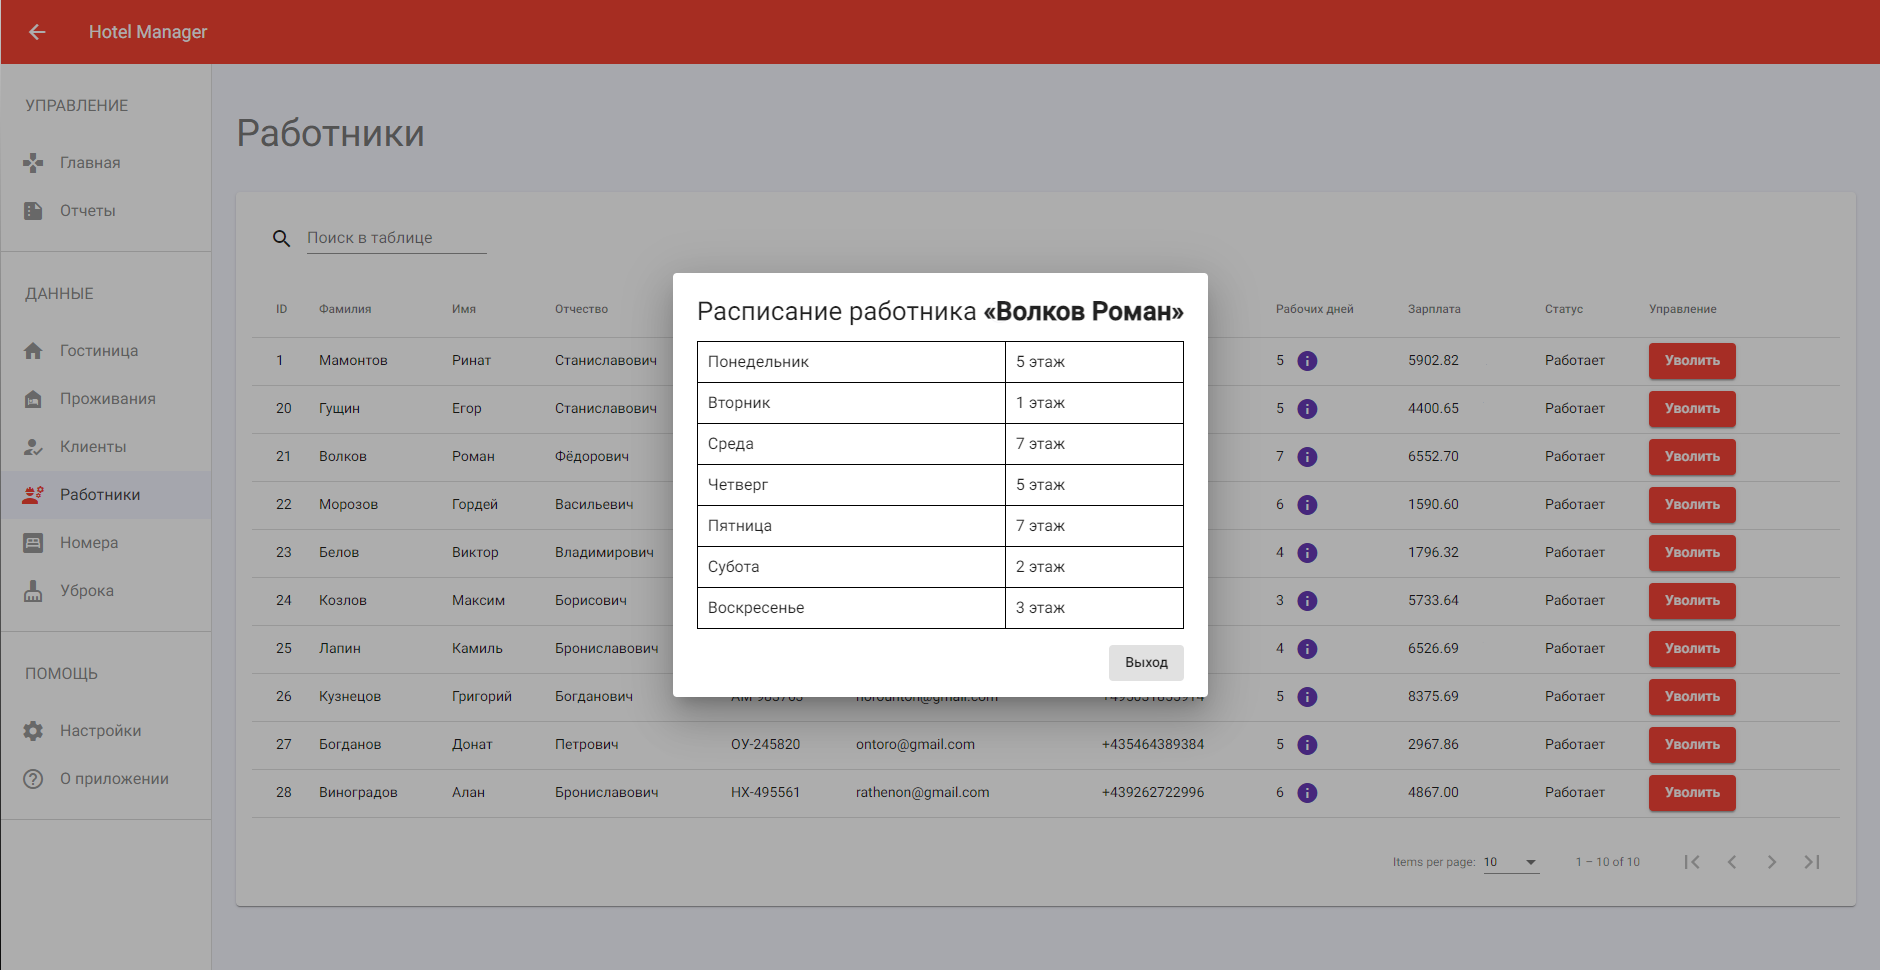 Hotel Manager
УПРАВЛЕНИЕ
Главная
Отчеты
ДАННЫЕ
Гостиница
Проживания
Клиенты
Работники
Номера
Уброка
ПОМОЩЬ
Настройки
О приложении
Работники
Поиск в таблице
ID Фамилия Имя Отчество Рабочих дней Зарплата Статус Управление
1 Мамонтов Ринат Станиславович 5 5902.82 Работает Уволить
20 Гущин Егор Станиславович 5 4400.65 Работает Уволить
21 Волков Роман Фёдорович 7 6552.70 Работает Уволить
22 Морозов Гордей Васильевич 6 1590.60 Работает Уволить
23 Белов Виктор Владимирович 4 1796.32 Работает Уволить
24 Козлов Максим Борисович 3 5733.64 Работает Уволить
25 Лапин Камиль Брониславович 4 6526.69 Работает Уволить
26 Кузнецов Григорий Богданович 5 8375.69 Работает Уволить
27 Богданов Донат Петрович ОУ-245820 ontoro@gmail.com +435464389384 5 2967.86 Работает Уволить
28 Виноградов Алан Брониславович НХ-495561 rathenon@gmail.com +439262722996 6 4867.00 Работает Уволить
Items per page: 10 1 – 10 of 10
Расписание работника «Волков Роман»
Понедельник 5 этаж
Вторник 1 этаж
Среда 7 этаж
Четверг 5 этаж
Пятница 7 этаж
Субота 2 этаж
Воскресенье 3 этаж
Выход